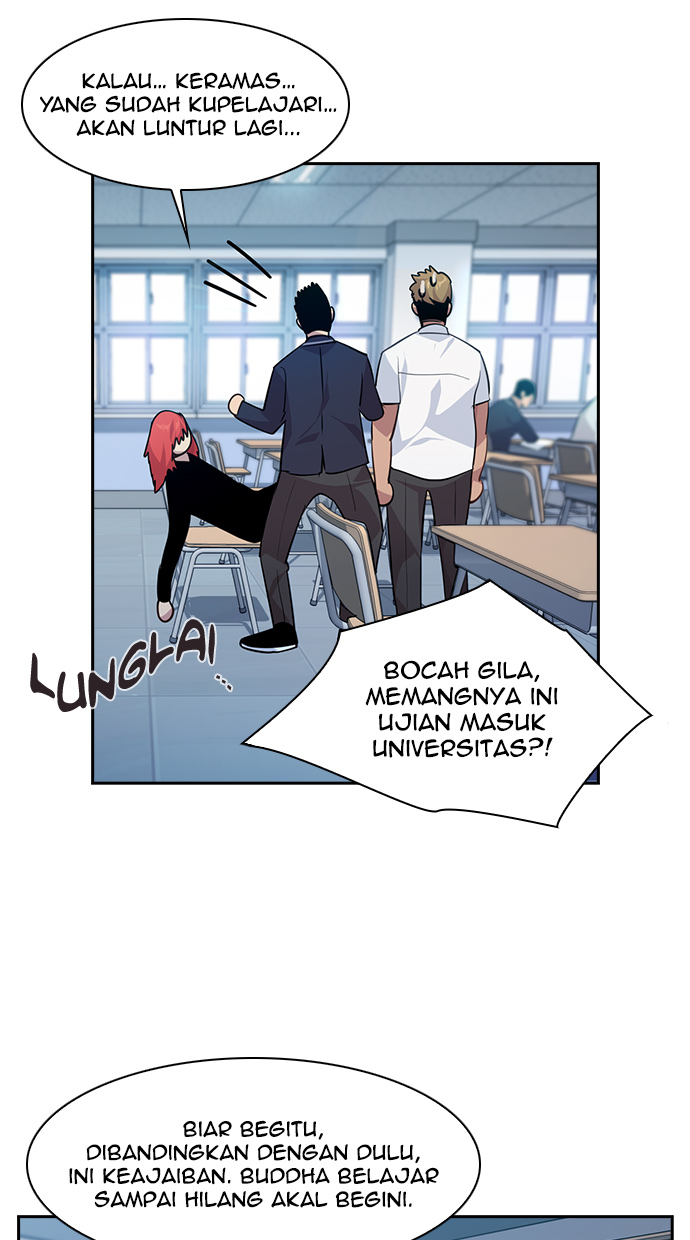 KALAU... KERAMAS...
YANG SUDAH KUPELAJARI...
AKAN LUNTUR LAGI...
LUNGLAI...
BOCAH GILA,
MEMANGNYA INI
UJIAN MASUK
UNIVERSITAS?!
BIAR BEGITU,
DIBANDINGKAN DENGAN DULU,
INI KEAJAIBAN. BUDDHA BELAJAR
SAMPAI HILANG AKAL BEGINI.